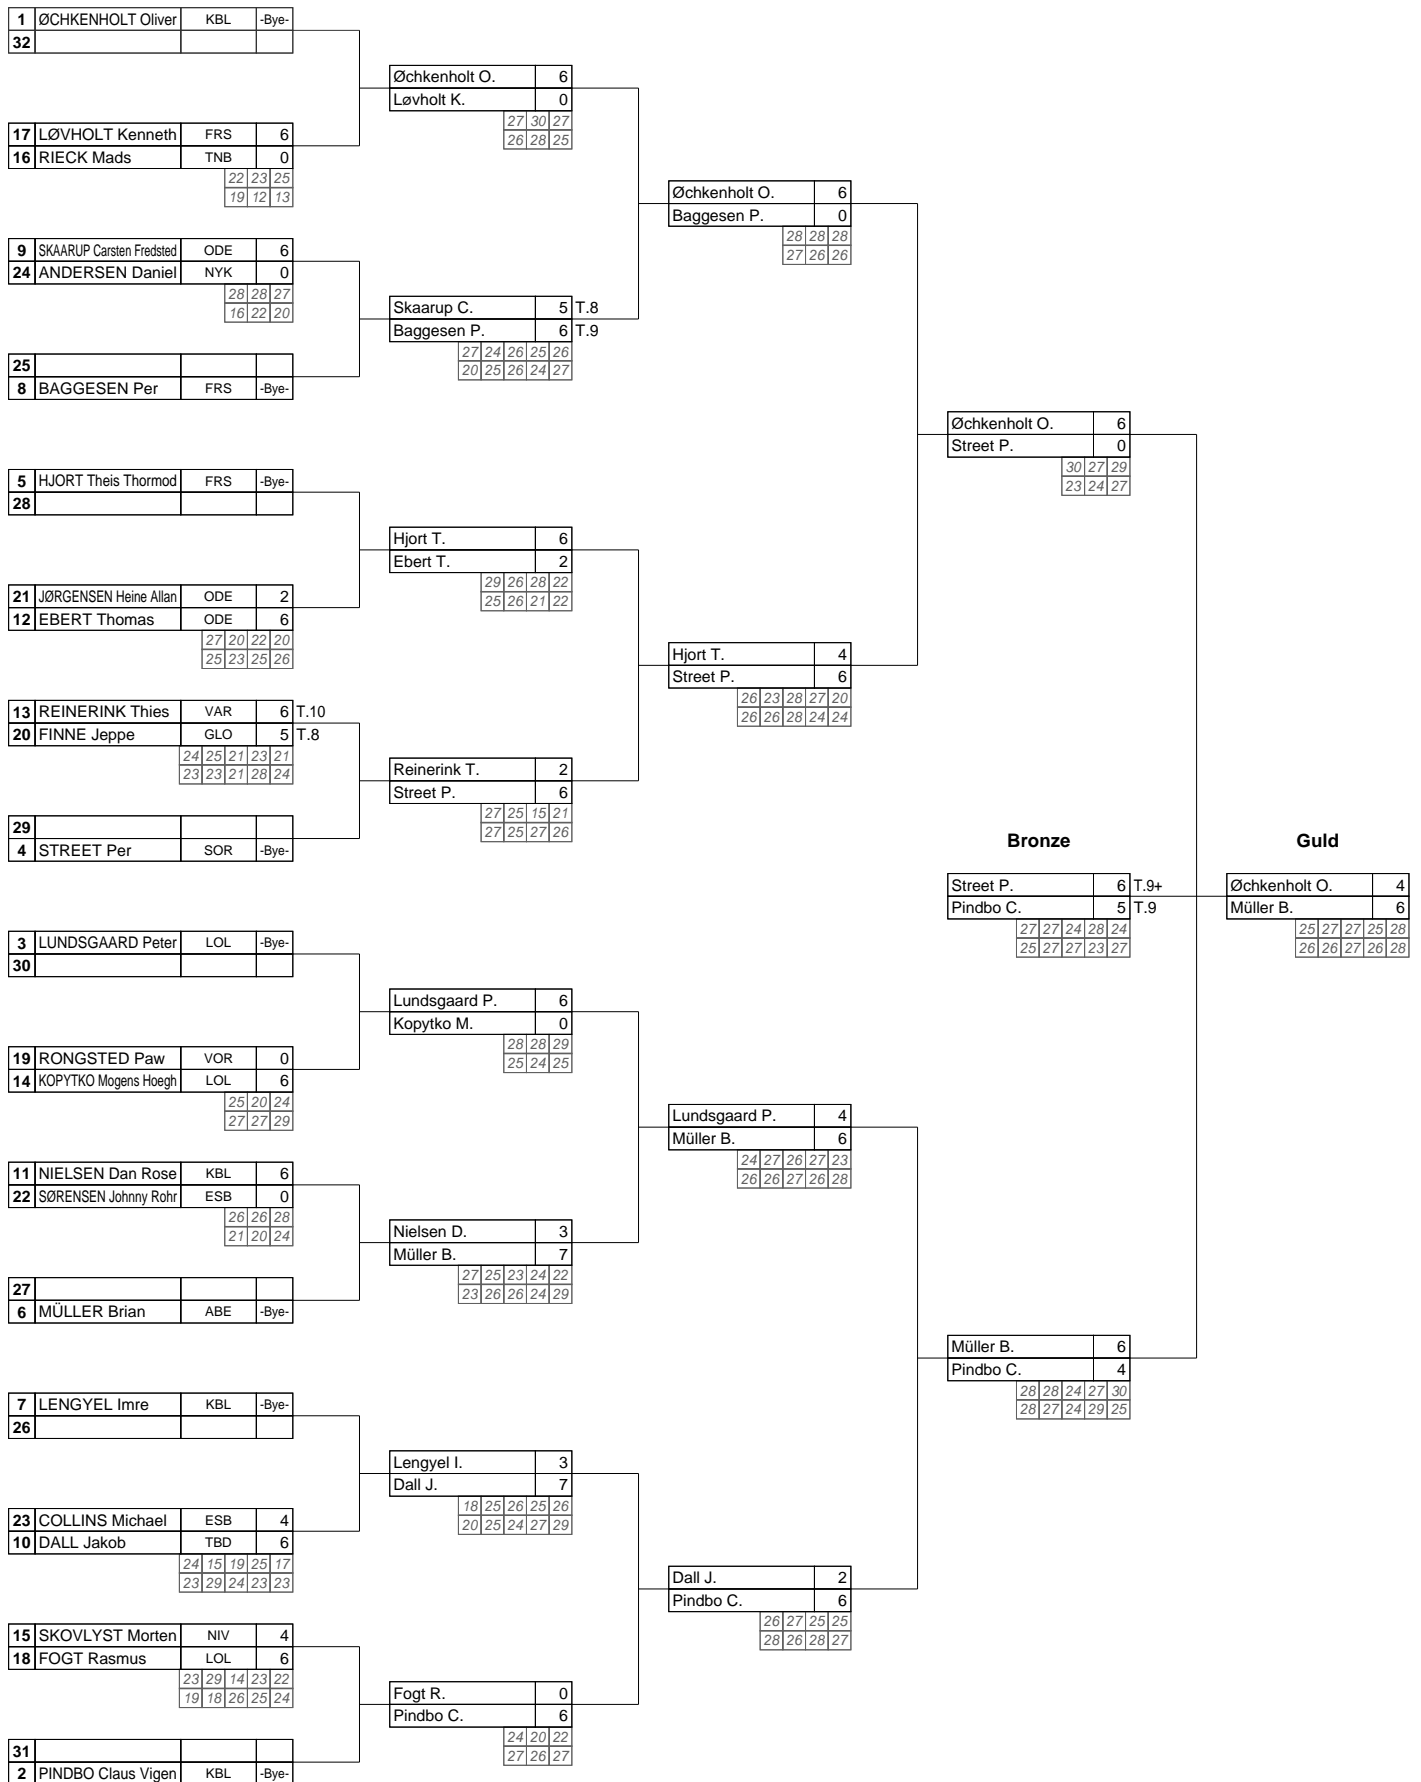 1 ØCHKENHOLT Oliver KBL -Bye-
32
17 LØVHOLT Kenneth FRS 6
16 RIECK Mads TNB 0
22 23 25
19 12 13
9 SKAARUP Carsten Fredsted ODE 6
24 ANDERSEN Daniel NYK 0
28 28 27
16 22 20
25
8 BAGGESEN Per FRS -Bye-
5 HJORT Theis Thormod FRS -Bye-
28
21 JØRGENSEN Heine Allan ODE 2
12 EBERT Thomas ODE 6
27 20 22 20
25 23 25 26
13 REINERINK Thies VAR 6 T.10
20 FINNE Jeppe GLO 5 T.8
24 25 21 23 21
23 23 21 28 24
29
4 STREET Per SOR -Bye-
3 LUNDSGAARD Peter LOL -Bye-
30
19 RONGSTED Paw VOR 0
14 KOPYTKO Mogens Hoegh LOL 6
25 20 24
27 27 29
11 NIELSEN Dan Rose KBL 6
22 SØRENSEN Johnny Rohr ESB 0
26 26 28
21 20 24
27
6 MÜLLER Brian ABE -Bye-
7 LENGYEL Imre KBL -Bye-
26
23 COLLINS Michael ESB 4
10 DALL Jakob TBD 6
24 15 19 25 17
23 29 24 23 23
15 SKOVLYST Morten NIV 4
18 FOGT Rasmus LOL 6
23 29 14 23 22
19 18 26 25 24
31
2 PINDBO Claus Vigen KBL -Bye-
Øchkenholt O. 6
Løvholt K. 0
27 30 27
26 28 25
Skaarup C. 5 T.8
Baggesen P. 6 T.9
27 24 26 25 26
20 25 26 24 27
Hjort T. 6
Ebert T. 2
29 26 28 22
25 26 21 22
Reinerink T. 2
Street P. 6
27 25 15 21
27 25 27 26
Lundsgaard P. 6
Kopytko M. 0
28 28 29
25 24 25
Nielsen D. 3
Müller B. 7
27 25 23 24 22
23 26 26 24 29
Lengyel I. 3
Dall J. 7
18 25 26 25 26
20 25 24 27 29
Fogt R. 0
Pindbo C. 6
24 20 22
27 26 27
Øchkenholt O. 6
Baggesen P. 0
28 28 28
27 26 26
Hjort T. 4
Street P. 6
26 23 28 27 20
26 26 28 24 24
Lundsgaard P. 4
Müller B. 6
24 27 26 27 23
26 26 27 26 28
Dall J. 2
Pindbo C. 6
26 27 25 25
28 26 28 27
Øchkenholt O. 6
Street P. 0
30 27 29
23 24 27
Müller B. 6
Pindbo C. 4
28 28 24 27 30
28 27 24 29 25
Bronze
Street P. 6 T.9+
Pindbo C. 5 T.9
27 27 24 28 24
25 27 27 23 27
Guld
Øchkenholt O. 4
Müller B. 6
25 27 27 25 28
26 26 27 26 28